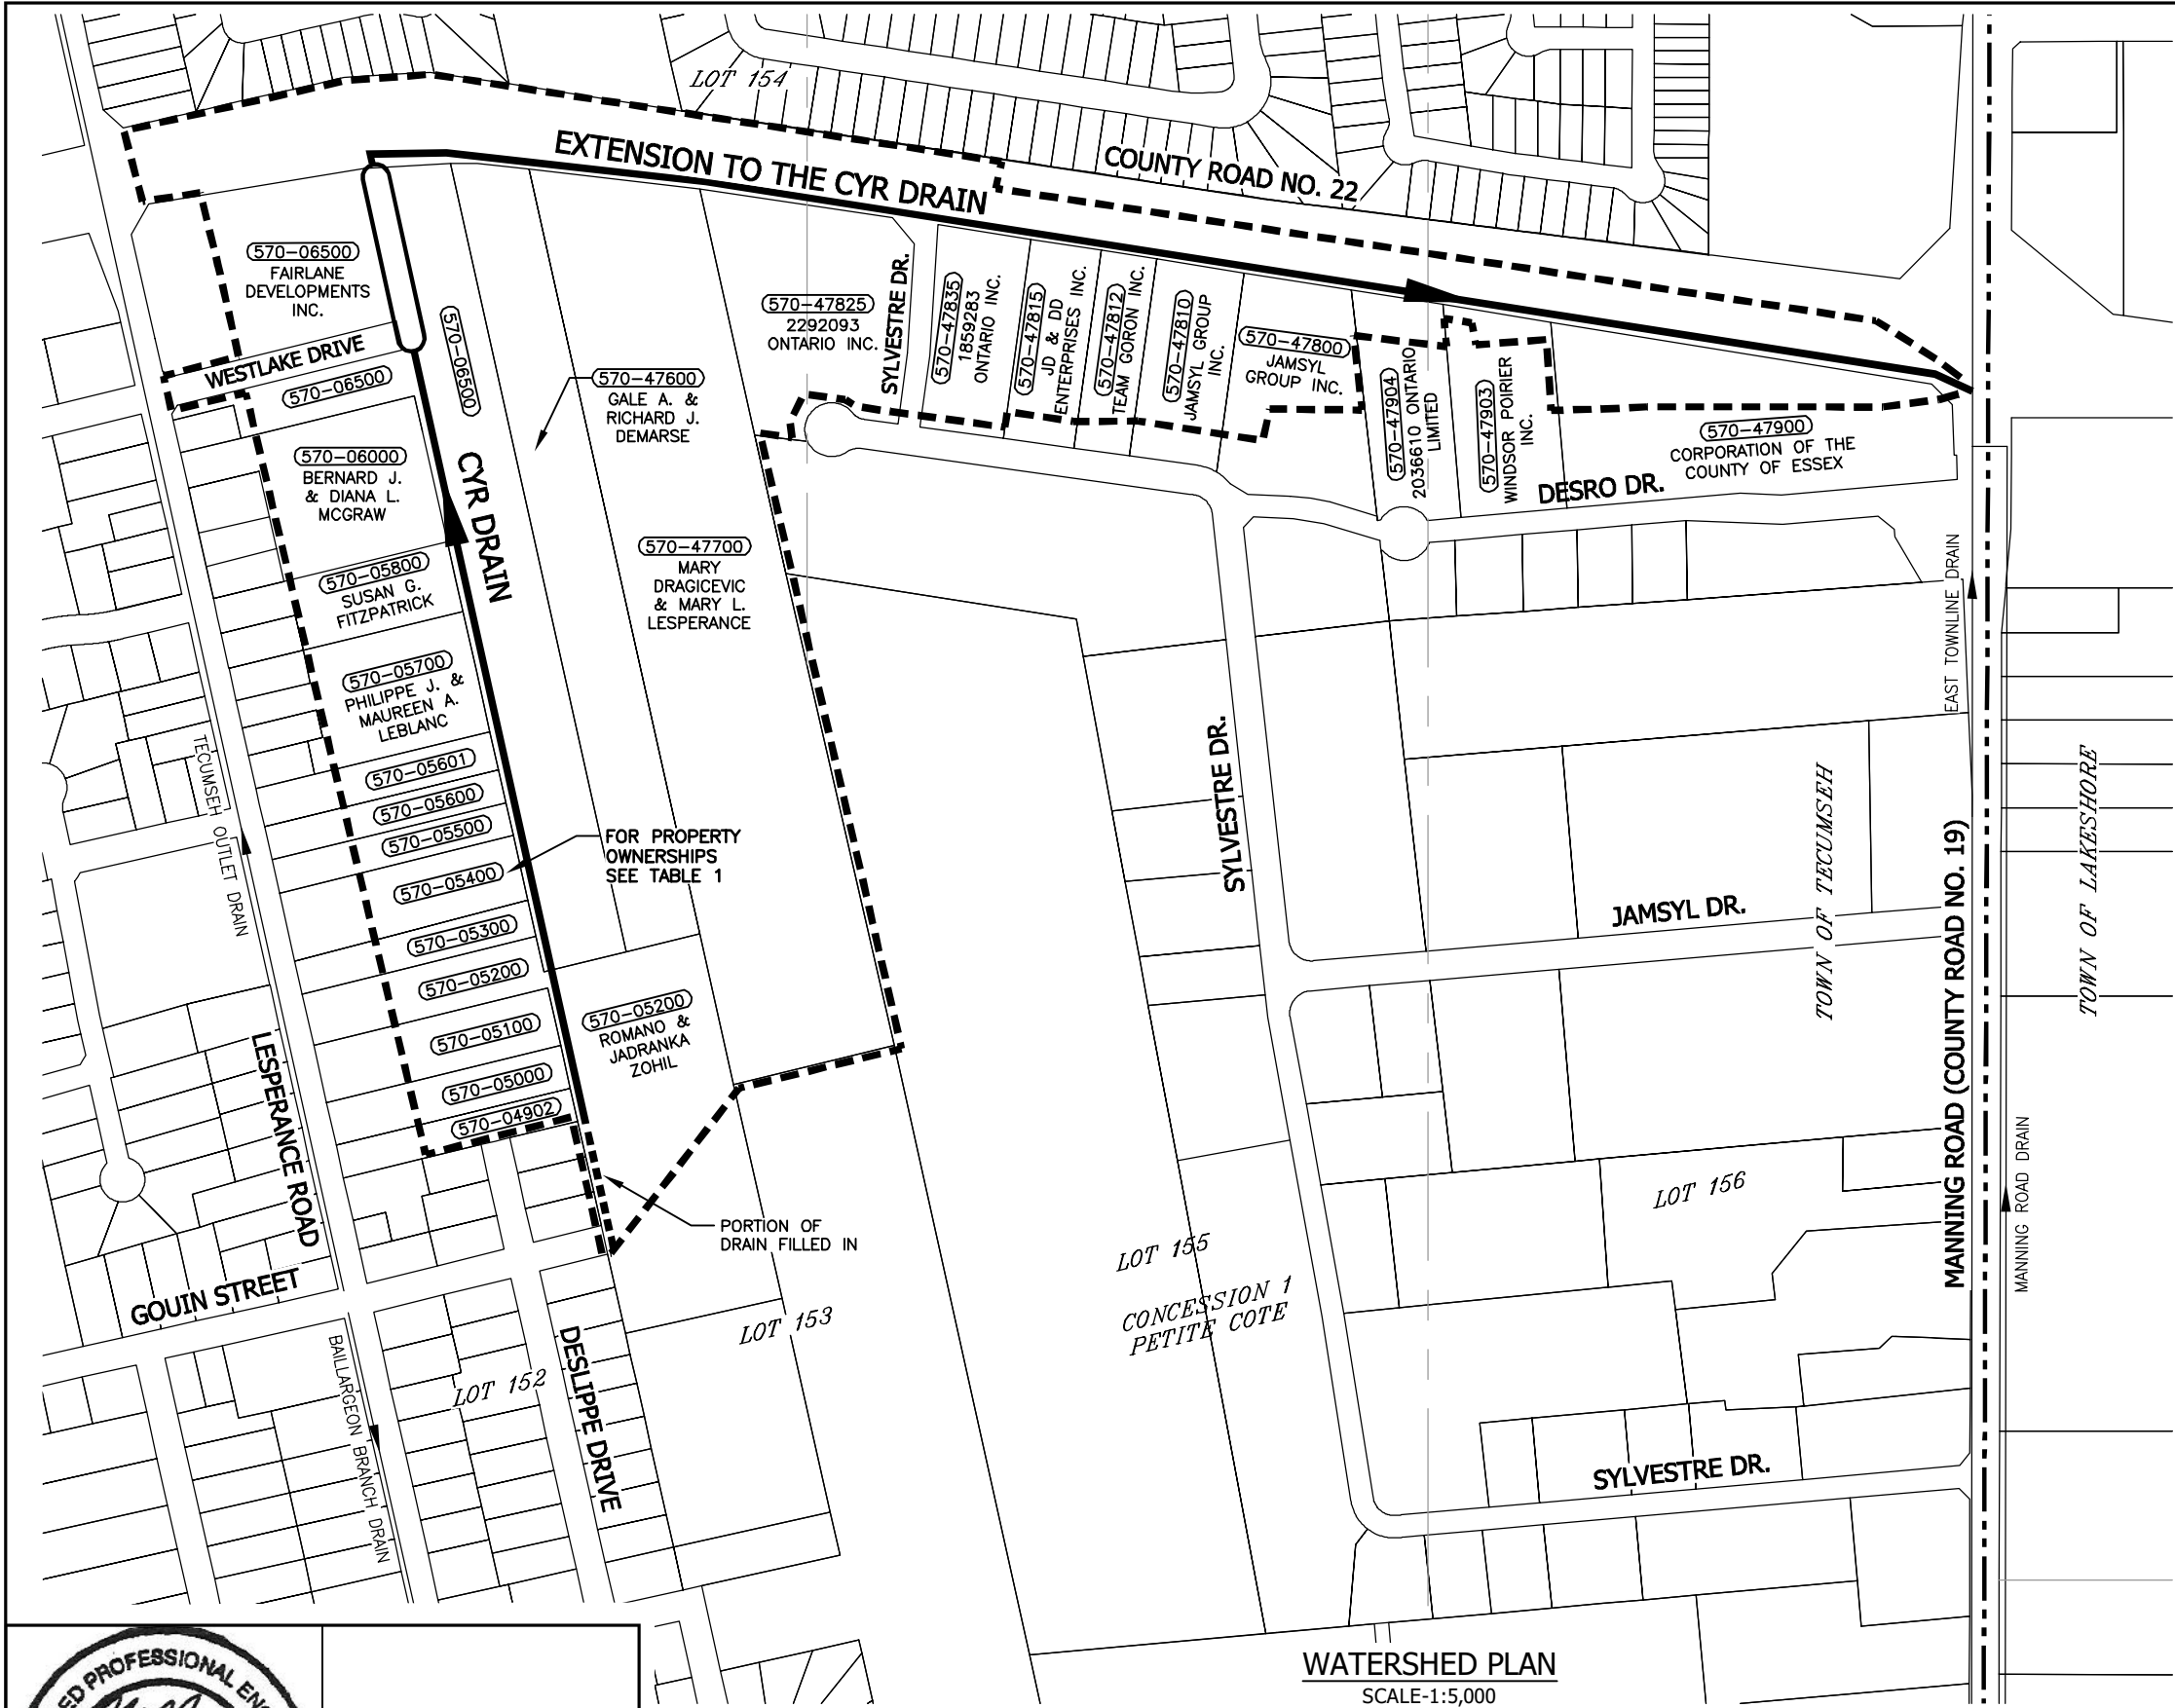 LOT 154
EXTENSION TO THE CYR DRAIN
COUNTY ROAD NO. 22
570-06500
FAIRLANE
DEVELOPMENTS
INC.
WESTLAKE DRIVE
570-06500
570-06500
570-47825
2292093
ONTARIO INC.
SYLVESTRE DR.
570-47835
1859283
ONTARIO INC.
570-47815
JD & DD
ENTERPRISES INC.
570-47812
TEAM GORON INC.
570-47810
JAMSYL GROUP
INC.
570-47800
JAMSYL
GROUP INC.
570-47904
2036610 ONTARIO
LIMITED
570-47903
WINDSOR POIRIER
INC.
570-47900
CORPORATION OF THE
COUNTY OF ESSEX
DESRO DR.
570-47600
GALE A. &
RICHARD J.
DEMARSE
570-06000
BERNARD J.
& DIANA L.
MCGRAW
CYR DRAIN
570-47700
MARY
DRAGICEVIC
& MARY L.
LESPERANCE
570-05800
SUSAN G.
FITZPATRICK
570-05700
PHILIPPE J. &
MAUREEN A.
LEBLANC
570-05601
570-05600
570-05500
570-05400
570-05300
570-05200
570-05100
570-05000
570-04902
FOR PROPERTY
OWNERSHIPS
SEE TABLE 1
570-05200
ROMANO &
JADRANKA
ZOHIL
TECUMSEH OUTLET DRAIN
LESPERANCE ROAD
EAST TOWNLINE DRAIN
SYLVESTRE DR.
JAMSYL DR.
TOWN OF TECUMSEH
MANNING ROAD (COUNTY ROAD NO. 19)
TOWN OF LAKESHORE
MANNING ROAD DRAIN
PORTION OF
DRAIN FILLED IN
GOUIN STREET
LOT 156
LOT 155
CONCESSION 1
PETITE COTE
LOT 153
LOT 152
DESLIPPE DRIVE
BAILLARGEON BRANCH DRAIN
SYLVESTRE DR.
WATERSHED PLAN
SCALE-1:5,000
ED PROFESSIONAL EN